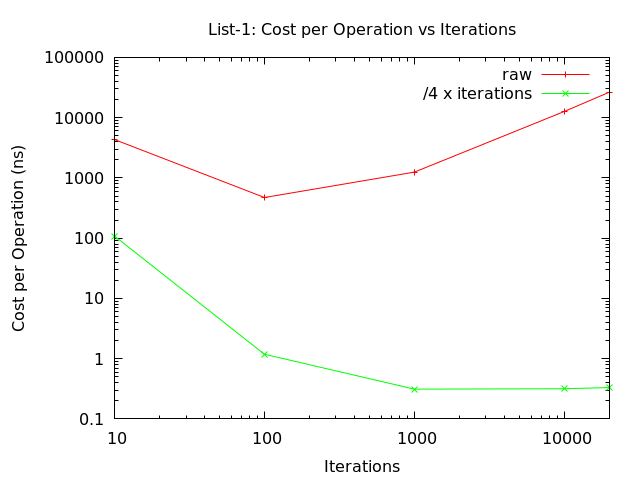 List-1: Cost per Operation vs Iterations
100000
10000
1000
100
10
1
0.1
Cost per Operation (ns)
raw
/4 x iterations
10 100 1000 10000
Iterations